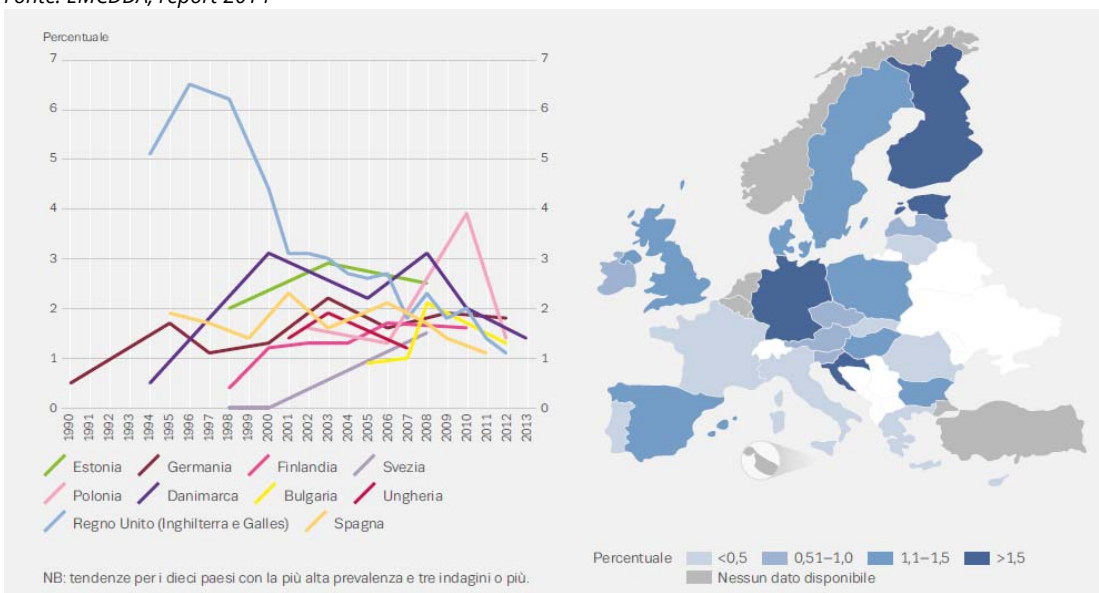 Fonte: EMCDDA, report 2014
Percentuale
7 7
6 6
5 5
4 4
3 3
2 2
1 1
0 0
1990 1991 1992 1993 1994 1995 1996 1997 1998 1999 2000 2001 2002 2003 2004 2005 2006 2007 2008 2009 2010 2011 2012 2013
Estonia Germania Finlandia Svezia
Polonia Danimarca Bulgaria Ungheria
Regno Unito (Inghilterra e Galles) Spagna
NB: tendenze per i dieci paesi con la più alta prevalenza e tre indagini o più.
Percentuale <0,5 0,51–1,0 1,1–1,5 >1,5
Nessun dato disponibile